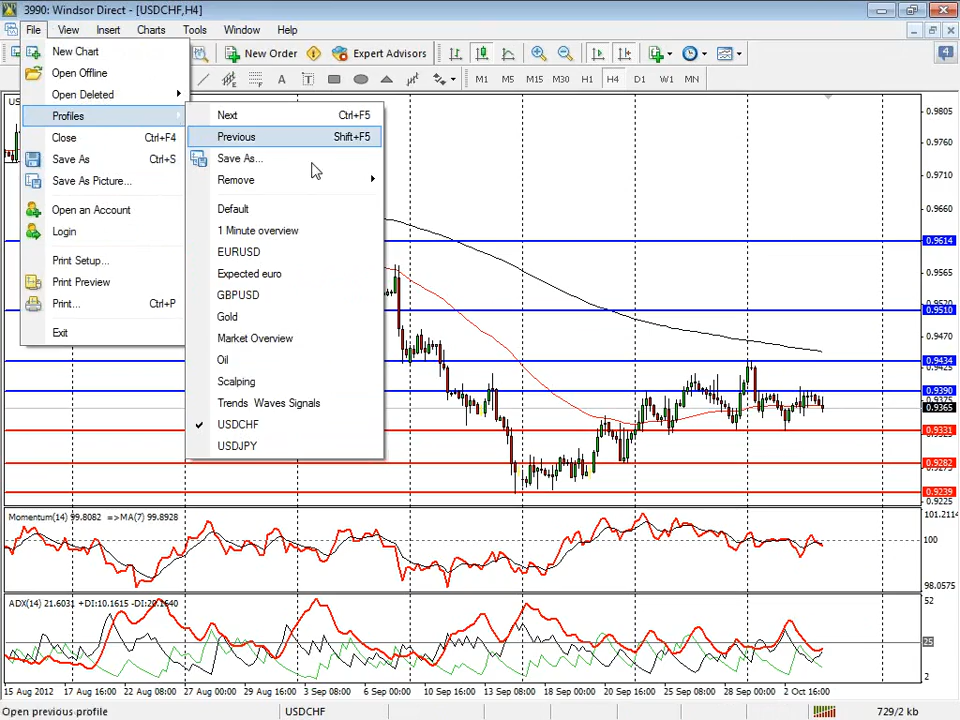 3990: Windsor Direct - [USDCHF,H4]
File View Insert Charts Tools Window Help
4
New Order Expert Advisors
A T M1 M5 M15 M30 H1 H4 D1 W1 MN
New Chart
Open Offline
Open Deleted
Profiles
Close Ctrl+F4
Save As Ctrl+S
Save As Picture...
Open an Account
Login
Print Setup...
Print Preview
Print... Ctrl+P
Exit
Next Ctrl+F5
Previous Shift+F5
Save As...
Remove
Default
1 Minute overview
EURUSD
Expected euro
GBPUSD
Gold
Market Overview
Oil
Scalping
Trends Waves Signals
USDCHF
USDJPY
0.9805
0.9755
0.9710
0.9660
0.9614
0.9565
0.9510
0.9470
0.9434
0.9425
0.9390
0.9365
0.9331
0.9282
0.9239
0.9225
Momentum(14) 99.8082 =>MA(7) 99.8928
101.2114
100
98.0575
ADX(14) 21.6031 +DI:10.1615 -DI:20.1640
52
25
2
15 Aug 2012 17 Aug 16:00 22 Aug 08:00 27 Aug 00:00 29 Aug 16:00 3 Sep 08:00 6 Sep 00:00 10 Sep 16:00 13 Sep 08:00 18 Sep 00:00 20 Sep 16:00 25 Sep 08:00 28 Sep 00:00 2 Oct 16:00
Open previous profile USDCHF 729/2 kb